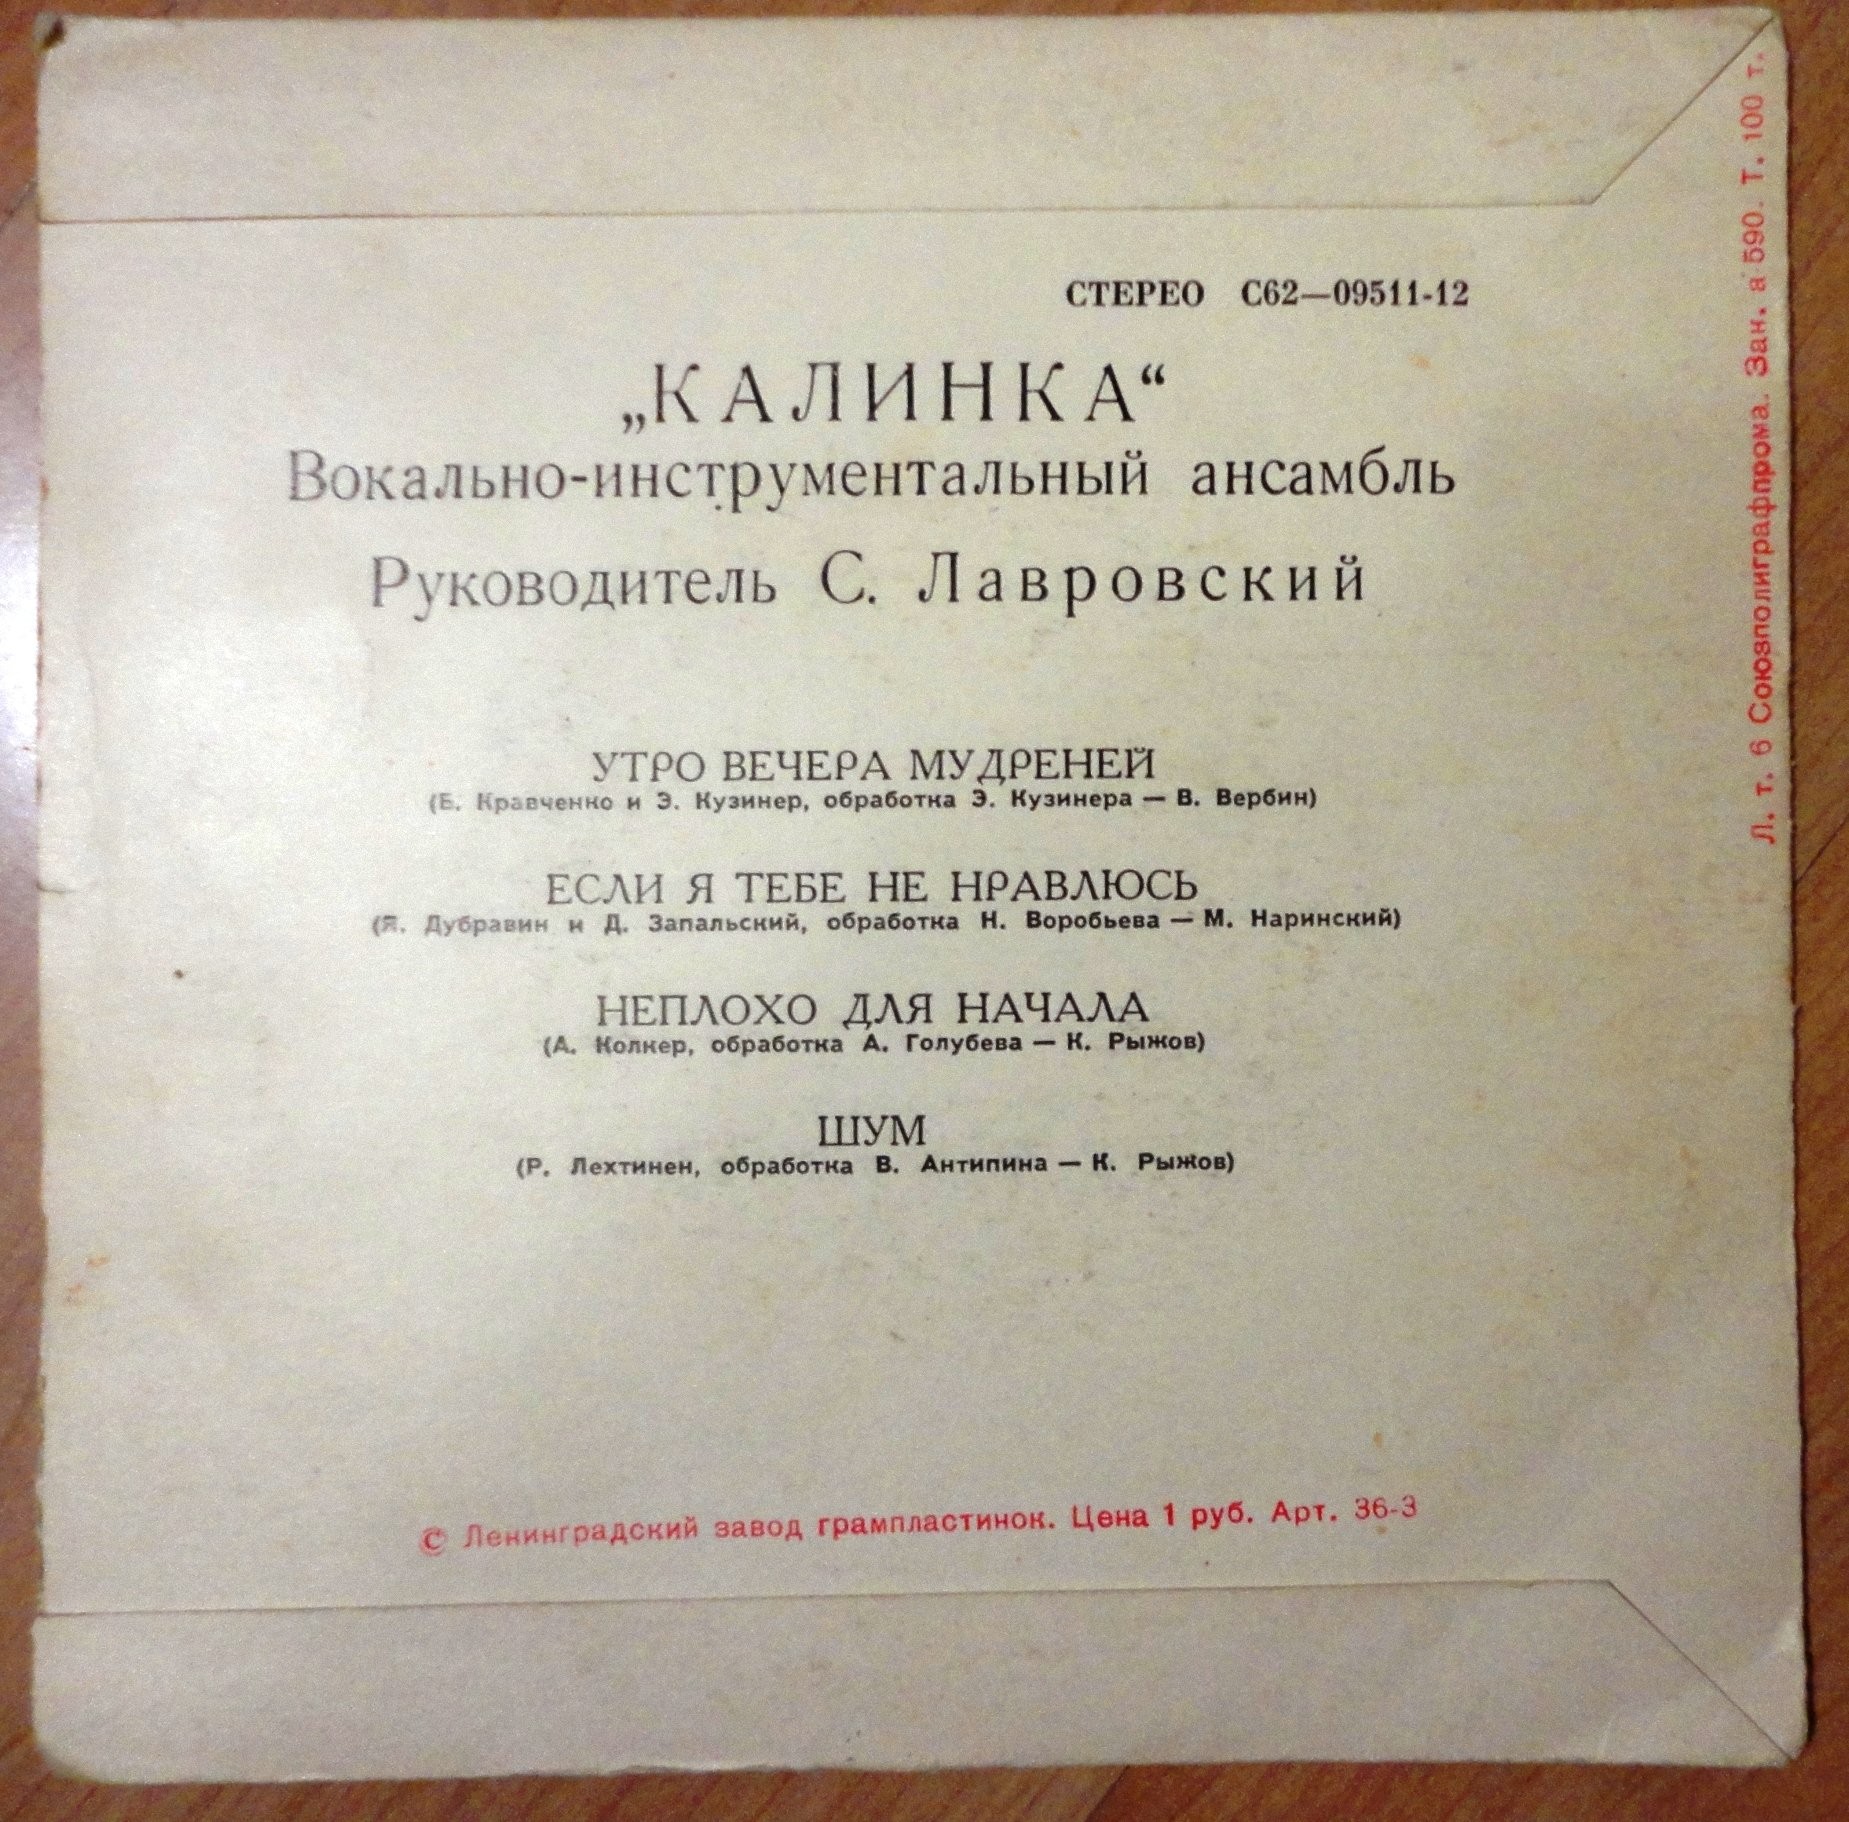 СТЕРЕО С62—09511-12
„КАЛИНКА“
Вокально-инструментальный ансамбль
Руководитель С. Лавровский
УТРО ВЕЧЕРА МУДРЕНЕЙ
(Б. Кравченко и Э. Кузинер, обработка Э. Кузинера — В. Вербин)
ЕСЛИ Я ТЕБЕ НЕ НРАВЛЮСЬ
(Я. Дубравин и Д. Запальский, обработка Н. Воробьева — М. Наринский)
НЕПЛОХО ДЛЯ НАЧАЛА
(А. Колкер, обработка А. Голубева — К. Рыжов)
ШУМ
(Р. Лехтинен, обработка В. Антипина — К. Рыжов)
© Ленинградский завод грампластинок. Цена 1 руб. Арт. 36-3
Л. т. 6 Союзполиграфпрома. Зак. а 590. Т. 100 т.